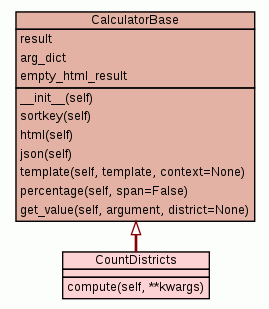 CalculatorBase
result
arg_dict
empty_html_result
__init__(self)
sortkey(self)
html(self)
json(self)
template(self, template, context=None)
percentage(self, span=False)
get_value(self, argument, district=None)
CountDistricts
compute(self, **kwargs)